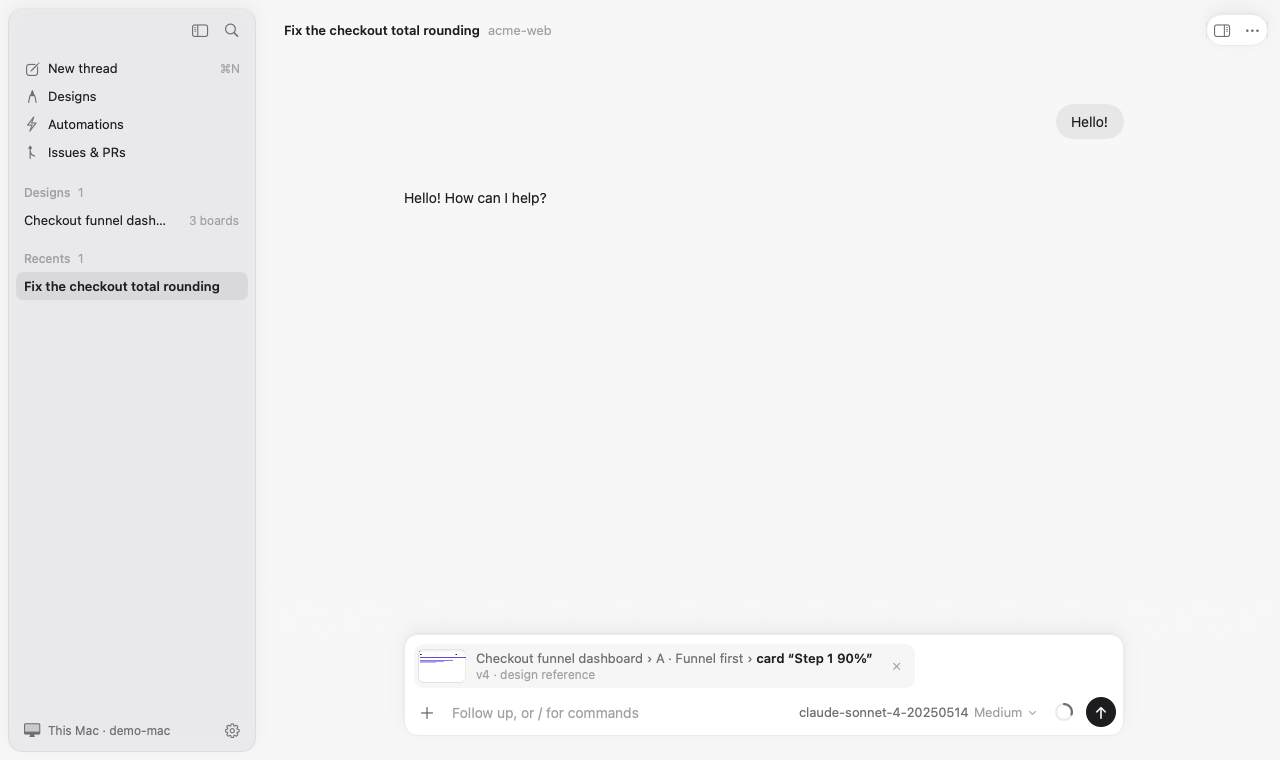 Fix the checkout total rounding acme-web
New thread ⌘N
Designs
Automations
Issues & PRs
Designs 1
Checkout funnel dash... 3 boards
Recents 1
Fix the checkout total rounding
This Mac · demo-mac
Hello!
Hello! How can I help?
Checkout funnel dashboard › A · Funnel first › card “Step 1 90%”
v4 · design reference
Follow up, or / for commands
claude-sonnet-4-20250514 Medium